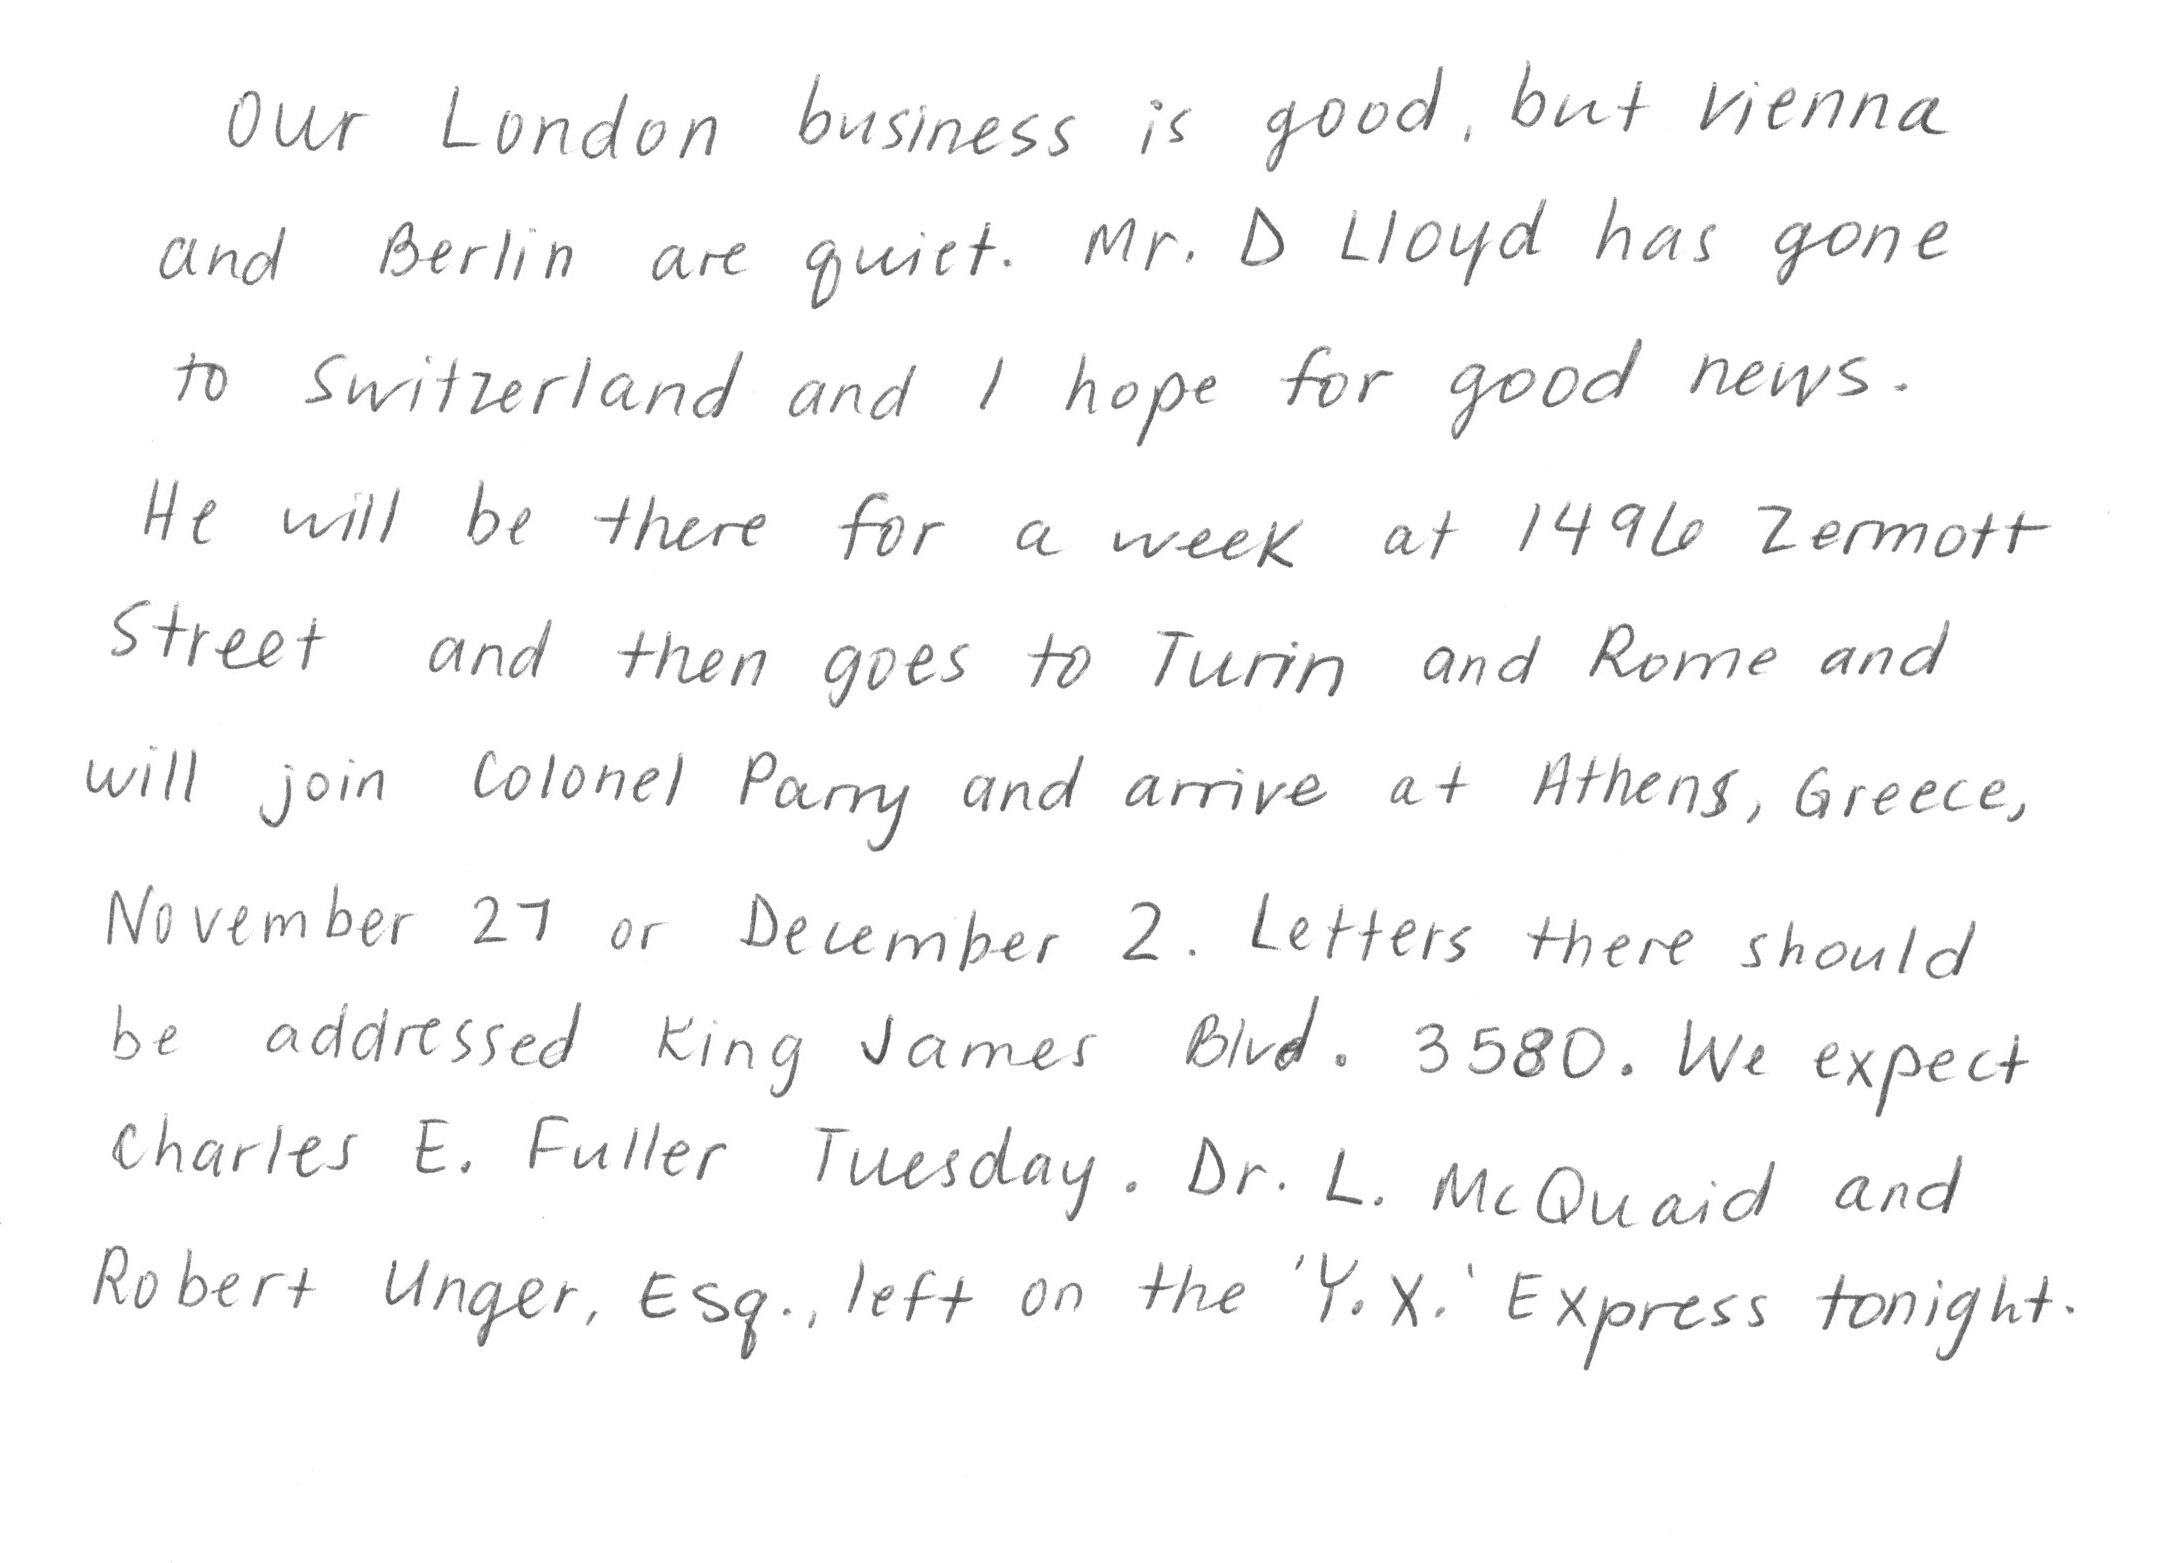 Our London business is good, but Vienna
and Berlin are quiet. Mr. D Lloyd has gone
to Switzerland and I hope for good news.
He will be there for a week at 1496 Zermott
Street and then goes to Turin and Rome and
will join Colonel Parry and arrive at Athens, Greece,
November 27 or December 2. Letters there should
be addressed King James Blvd. 3580. We expect
Charles E. Fuller Tuesday. Dr. L. McQuaid and
Robert Unger, Esq., left on the 'Y.X.' Express tonight.